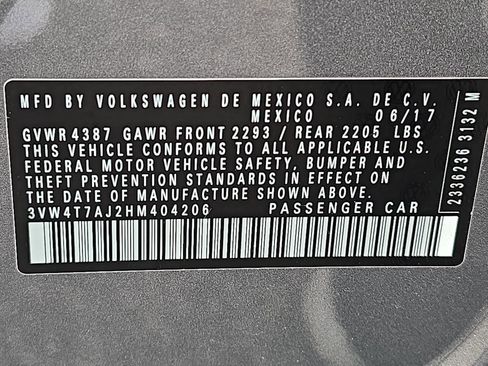 MFD BY VOLKSWAGEN DE MEXICO S.A. DE C.V.
MEXICO 06/17
GVWR 4387 GAWR FRONT 2293 / REAR 2205 LBS
THIS VEHICLE CONFORMS TO ALL APPLICABLE U.S.
FEDERAL MOTOR VEHICLE SAFETY, BUMPER, AND
THEFT PREVENTION STANDARDS IN EFFECT ON
THE DATE OF MANUFACTURE SHOWN ABOVE.
3VW4T7AJ2HM404206 PASSENGER CAR
2336236 3132 M